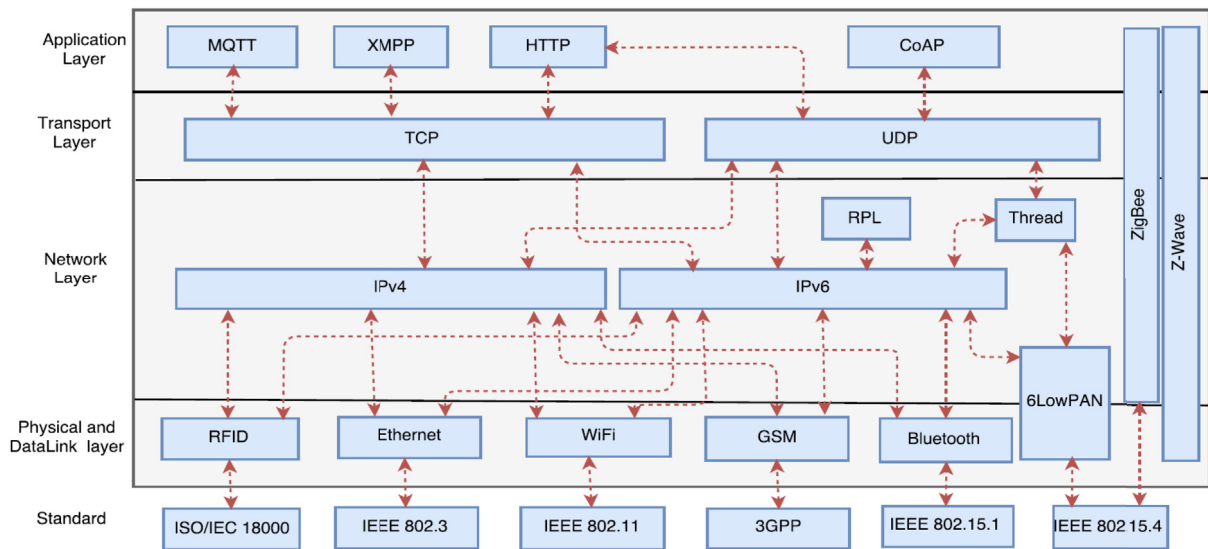 Application
Layer
MQTT
XMPP
HTTP
CoAP
Transport
Layer
TCP
UDP
ZigBee
Z-Wave
Network
Layer
RPL
Thread
IPv4
IPv6
6LowPAN
Physical and
DataLink layer
RFID
Ethernet
WiFi
GSM
Bluetooth
Standard
ISO/IEC 18000
IEEE 802.3
IEEE 802.11
3GPP
IEEE 802.15.1
IEEE 802 15.4